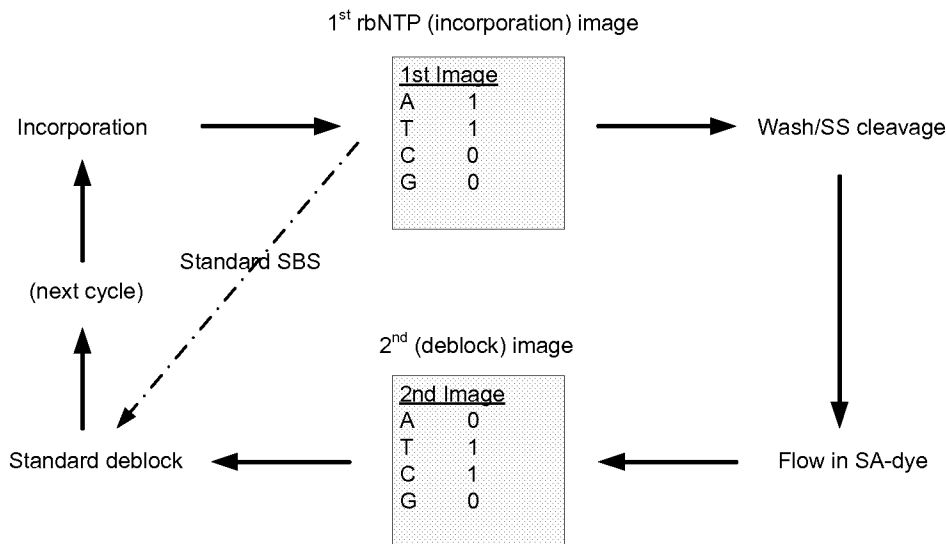 1st rbNTP (incorporation) image
1st Image
A 1
T 1
C 0
G 0
Incorporation
Wash/SS cleavage
Standard SBS
(next cycle)
2nd (deblock) image
2nd Image
A 0
T 1
C 1
G 0
Standard deblock
Flow in SA-dye